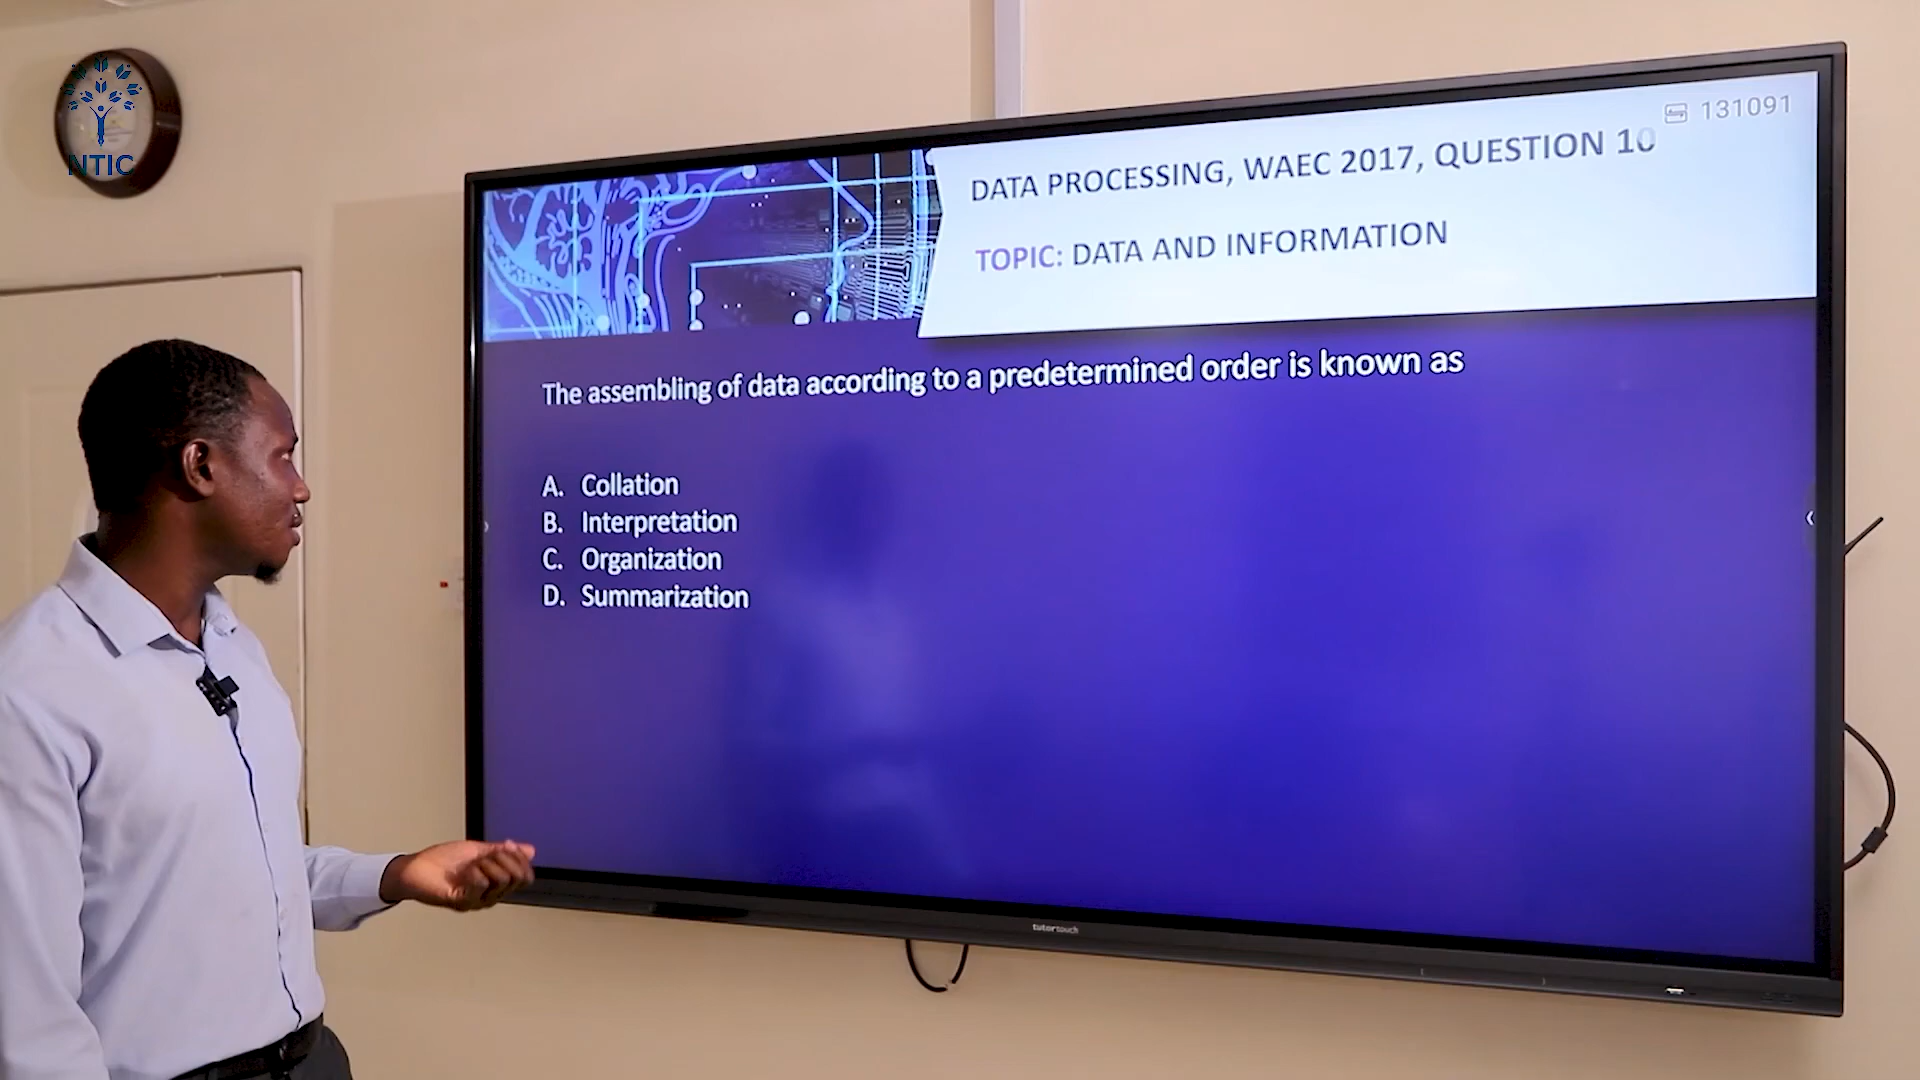 NTIC
131091
DATA PROCESSING, WAEC 2017, QUESTION 10
TOPIC: DATA AND INFORMATION
The assembling of data according to a predetermined order is known as
A. Collation
B. Interpretation
C. Organization
D. Summarization
tutortouch